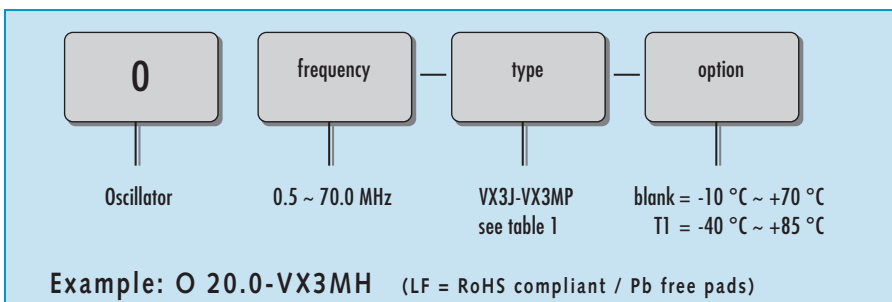 O
frequency
type
option
Oscillator
0.5 ~ 70.0 MHz
VX3J-VX3MP
see table 1
blank = -10 °C ~ +70 °C
T1 = -40 °C ~ +85 °C
Example: O 20.0-VX3MH (LF = RoHS compliant / Pb free pads)